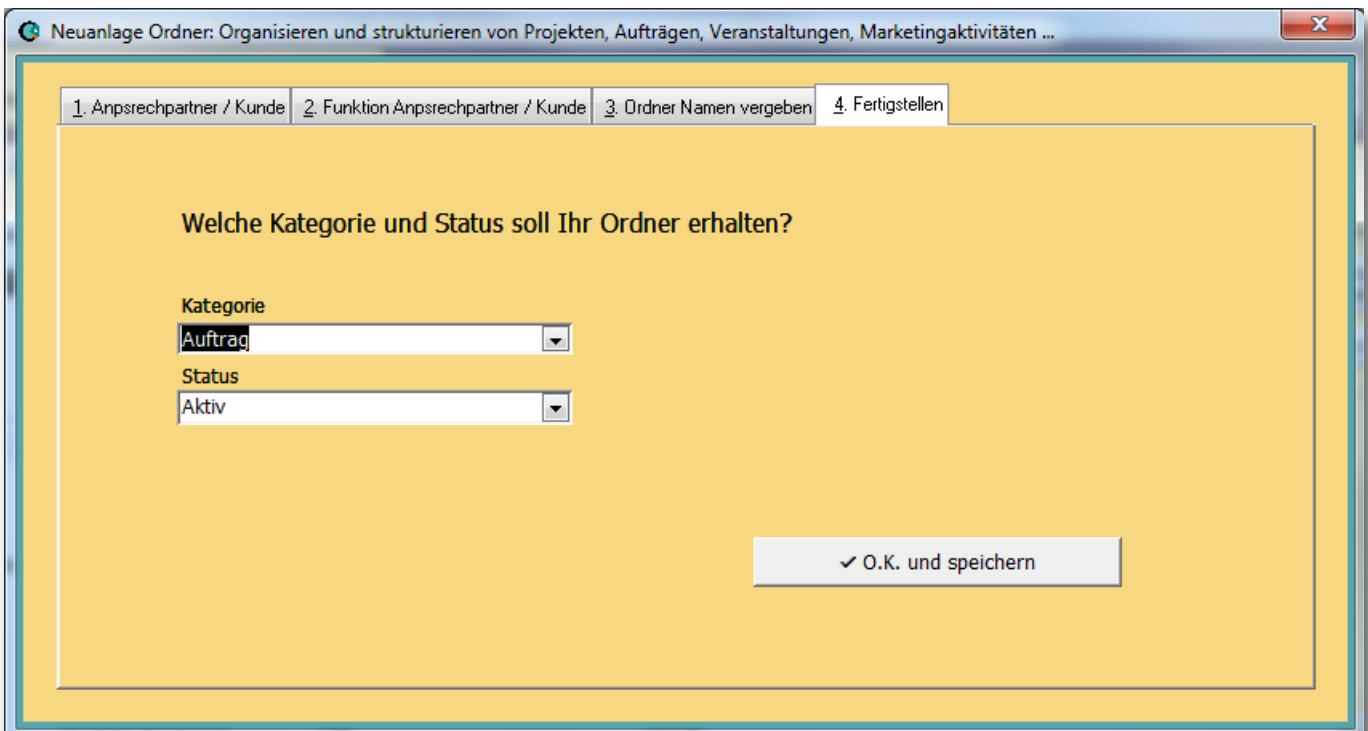 Neuanlage Ordner: Organisieren und strukturieren von Projekten, Aufträgen, Veranstaltungen, Marketingaktivitäten ...
1. Anpsrechpartner / Kunde 2. Funktion Anpsrechpartner / Kunde 3. Ordner Namen vergeben 4. Fertigstellen
Welche Kategorie und Status soll Ihr Ordner erhalten?
Kategorie
Auftrag
Status
Aktiv
✓ O.K. und speichern